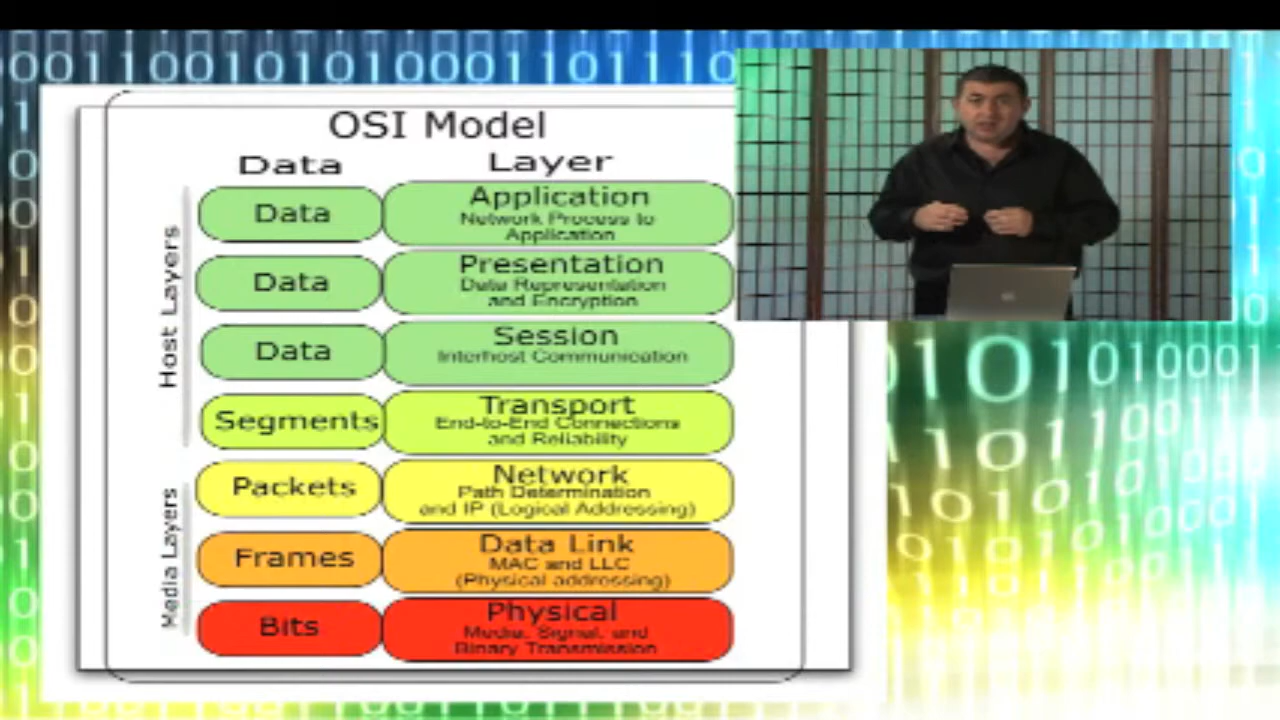 OSI Model
Data Layer
Host Layers
Data
Application
Network Process to
Application
Data
Presentation
Data Representation
and Encryption
Data
Session
Interhost Communication
Segments
Transport
End-to-End Connections
and Reliability
Media Layers
Packets
Network
Path Determination
and IP (Logical Addressing)
Frames
Data Link
MAC and LLC
(Physical addressing)
Bits
Physical
Media, Signal, and
Binary Transmission